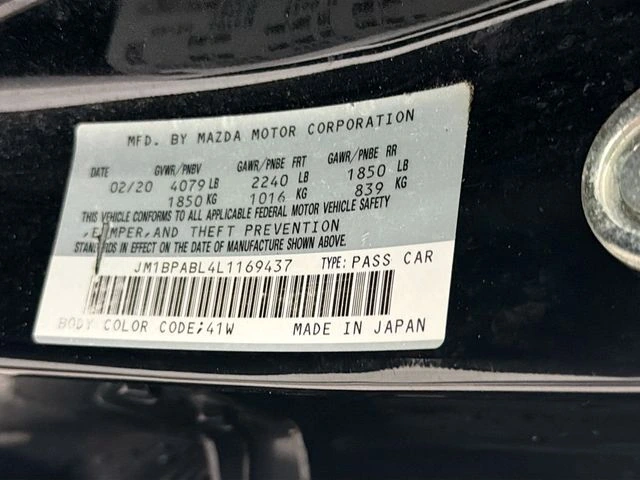 MFD. BY MAZDA MOTOR CORPORATION
DATE GVWR/PNBV GAWR/PNBE FRT GAWR/PNBE RR
02/20 4079 LB 2240 LB 1850 LB
1850 KG 1016 KG 839 KG
THIS VEHICLE CONFORMS TO ALL APPLICABLE FEDERAL MOTOR VEHICLE SAFETY
,BUMPER,AND THEFT PREVENTION
STANDARDS IN EFFECT ON THE DATE OF MANUFACTURE SHOWN ABOVE.
JM1BPABL4L1169437 TYPE: PASS CAR
BODY COLOR CODE;41W MADE IN JAPAN